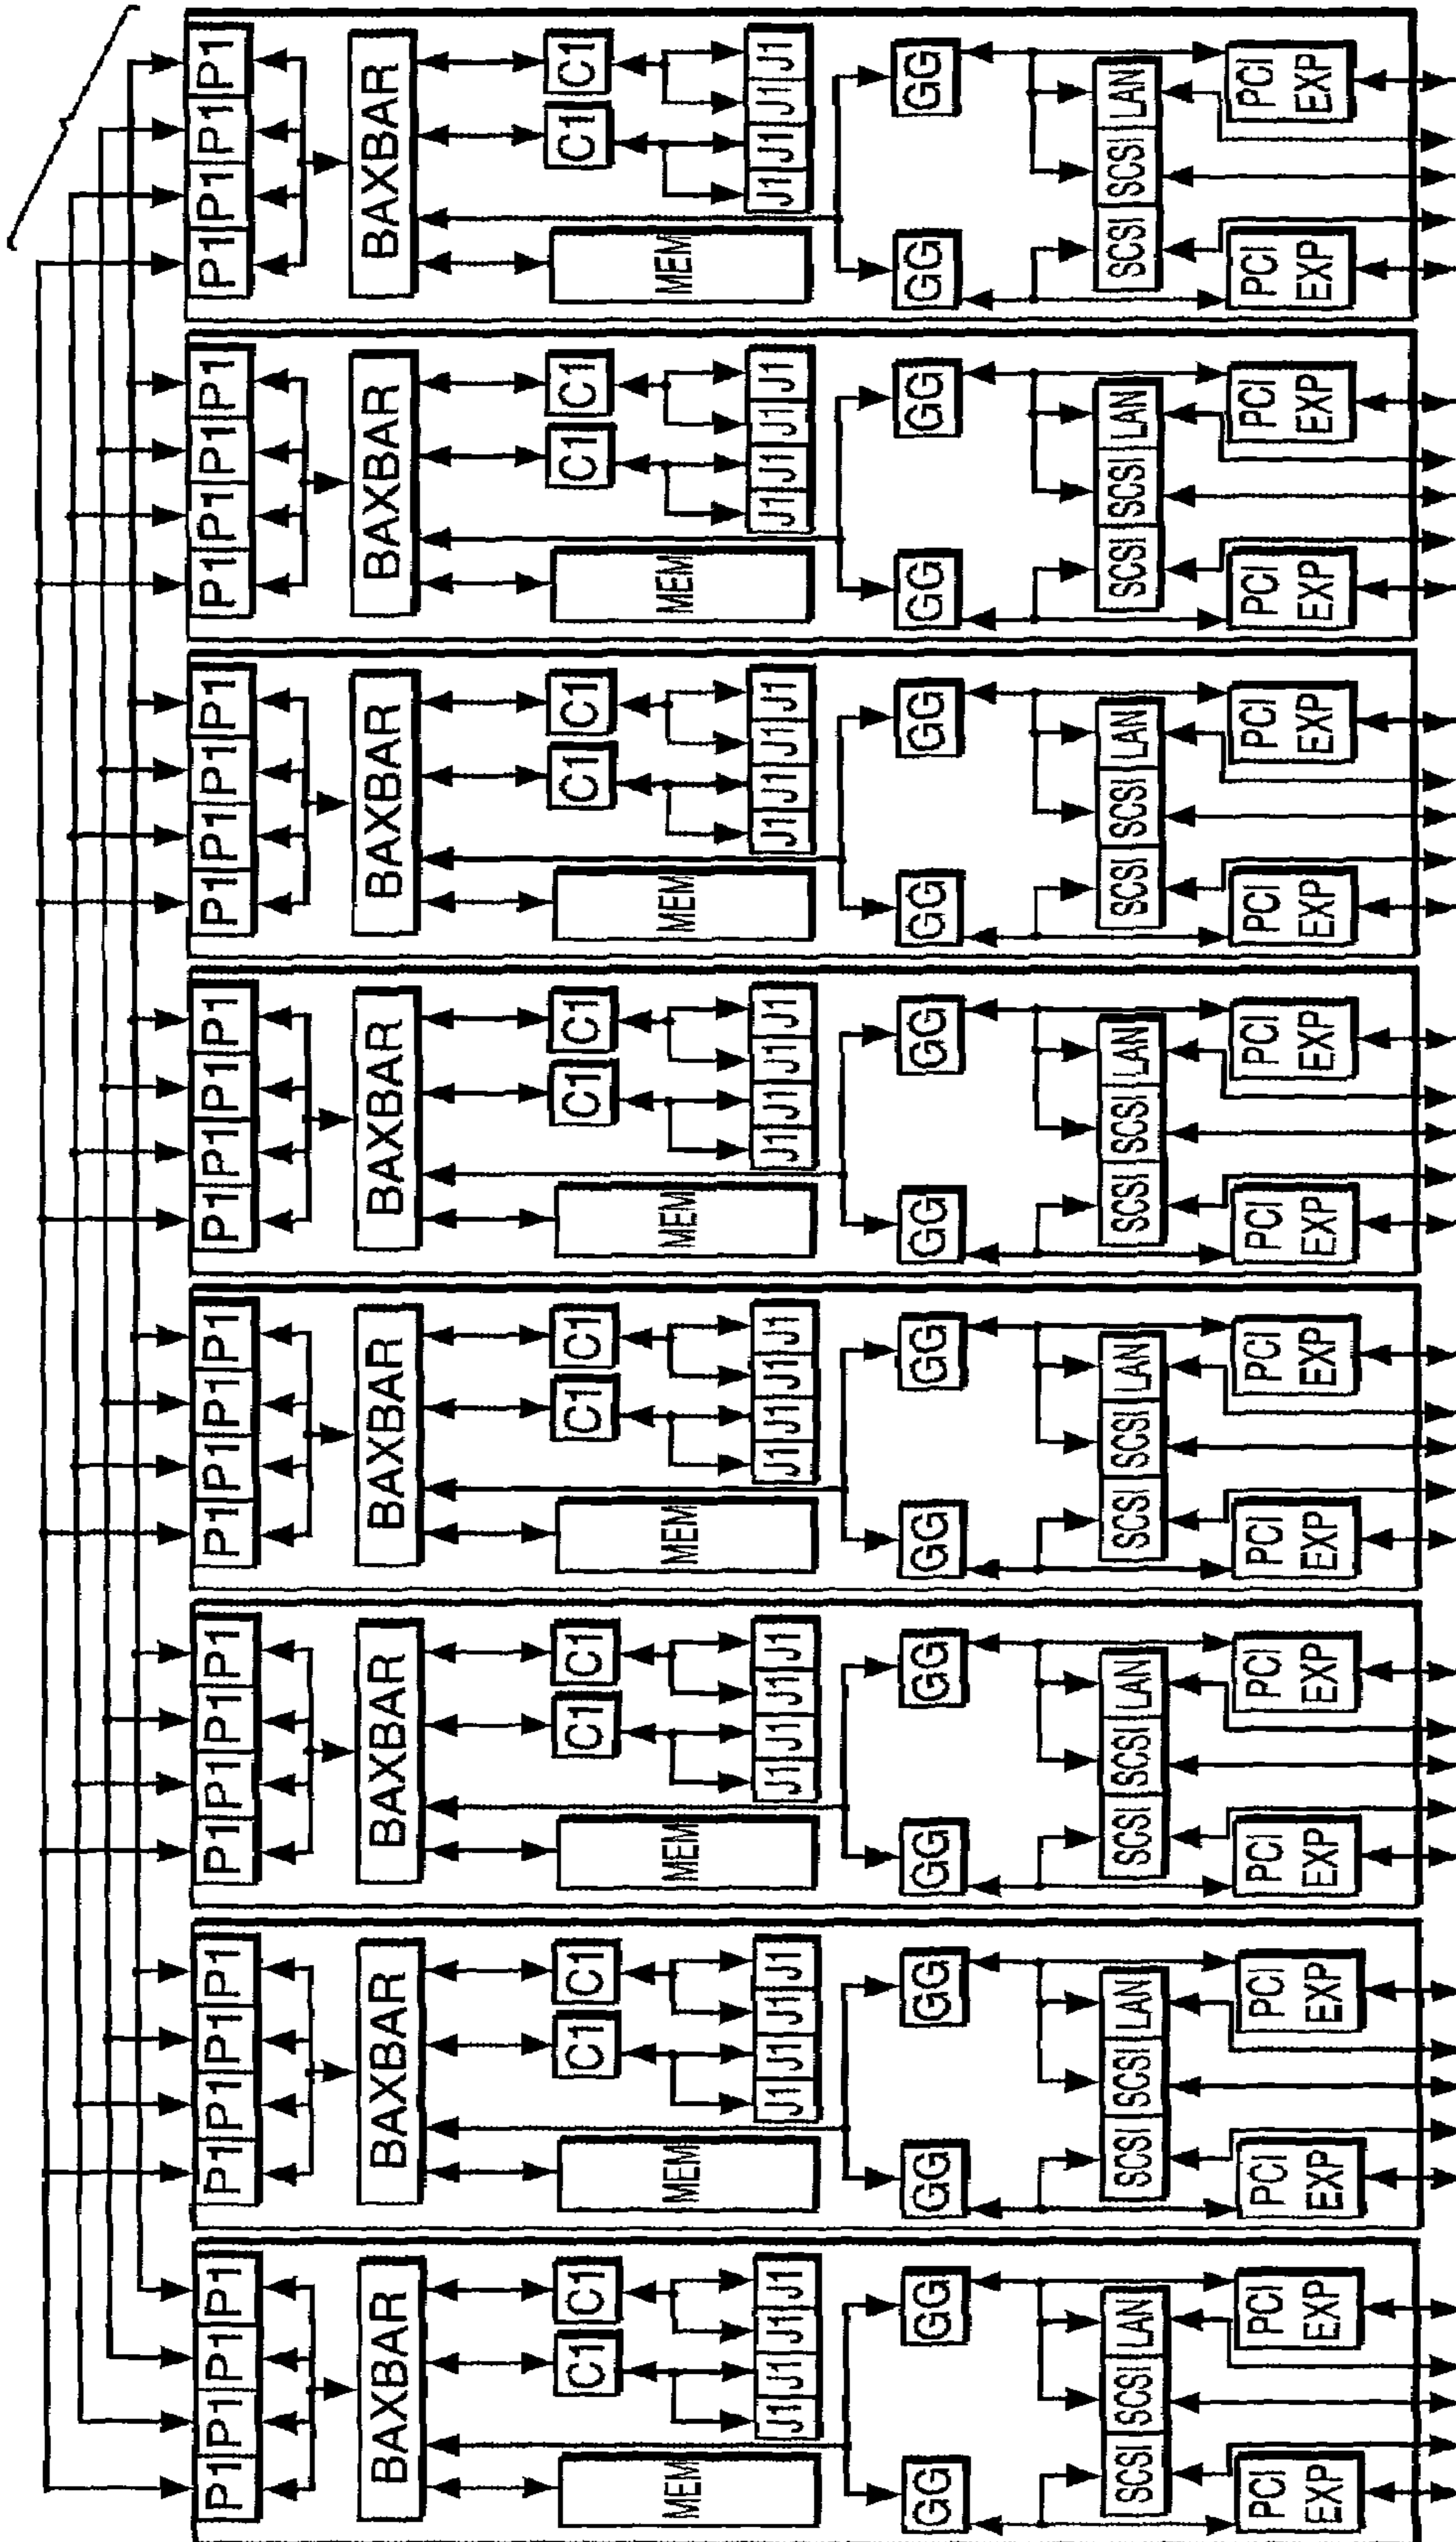 P1 P1 P1 P1
BAXBAR
C1 C1
MEM
J1 J1 J1 J1
GG GG
SCSI SCSI LAN
PCI PCI
EXP EXP
P1 P1 P1 P1
BAXBAR
C1 C1
MEM
J1 J1 J1 J1
GG GG
SCSI SCSI LAN
PCI PCI
EXP EXP
P1 P1 P1 P1
BAXBAR
C1 C1
MEM
J1 J1 J1 J1
GG GG
SCSI SCSI LAN
PCI PCI
EXP EXP
P1 P1 P1 P1
BAXBAR
C1 C1
MEM
J1 J1 J1 J1
GG GG
SCSI SCSI LAN
PCI PCI
EXP EXP
P1 P1 P1 P1
BAXBAR
C1 C1
MEM
J1 J1 J1 J1
GG GG
SCSI SCSI LAN
PCI PCI
EXP EXP
P1 P1 P1 P1
BAXBAR
C1 C1
MEM
J1 J1 J1 J1
GG GG
SCSI SCSI LAN
PCI PCI
EXP EXP
P1 P1 P1 P1
BAXBAR
C1 C1
MEM
J1 J1 J1 J1
GG GG
SCSI SCSI LAN
PCI PCI
EXP EXP
P1 P1 P1 P1
BAXBAR
C1 C1
MEM
J1 J1 J1 J1
GG GG
SCSI SCSI LAN
PCI PCI
EXP EXP